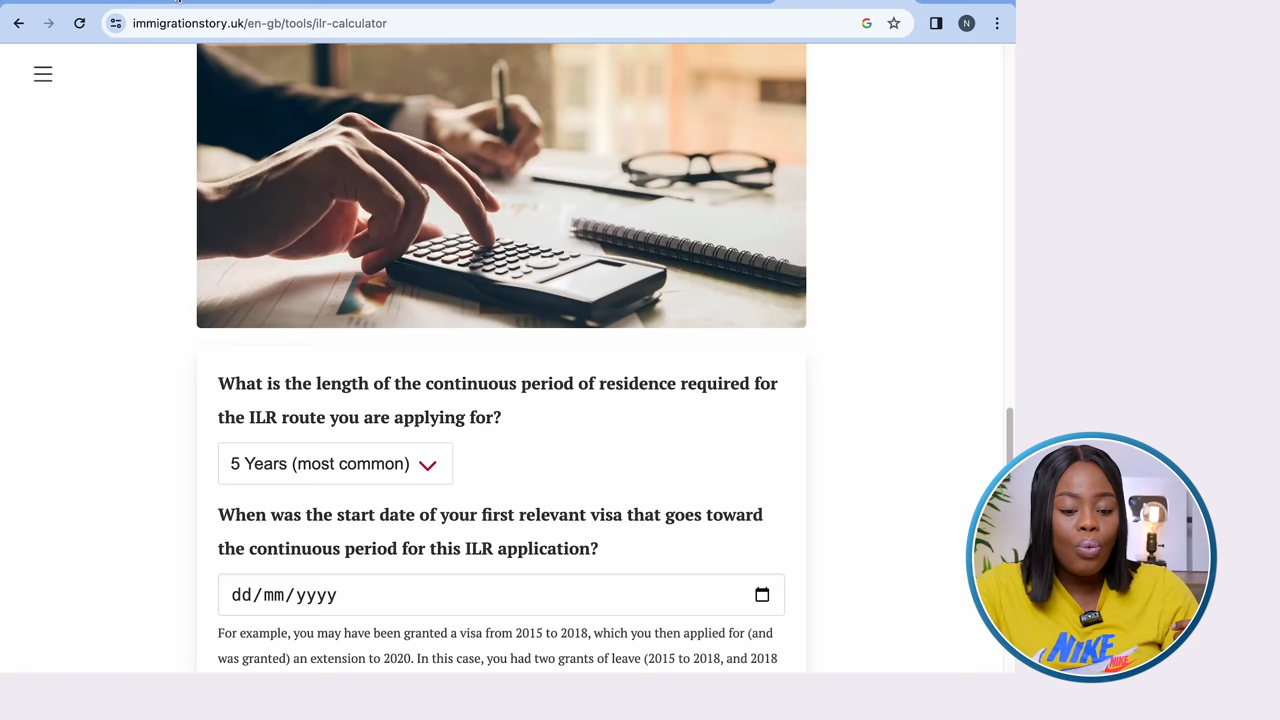 immigrationstory.uk/en-gb/tools/ilr-calculator
N
What is the length of the continuous period of residence required for
the ILR route you are applying for?
5 Years (most common)
When was the start date of your first relevant visa that goes toward
the continuous period for this ILR application?
dd/mm/yyyy
For example, you may have been granted a visa from 2015 to 2018, which you then applied for (and
was granted) an extension to In this case, you had two grants of leave (2015 to 2018, and 2018
NIKE
NIKE